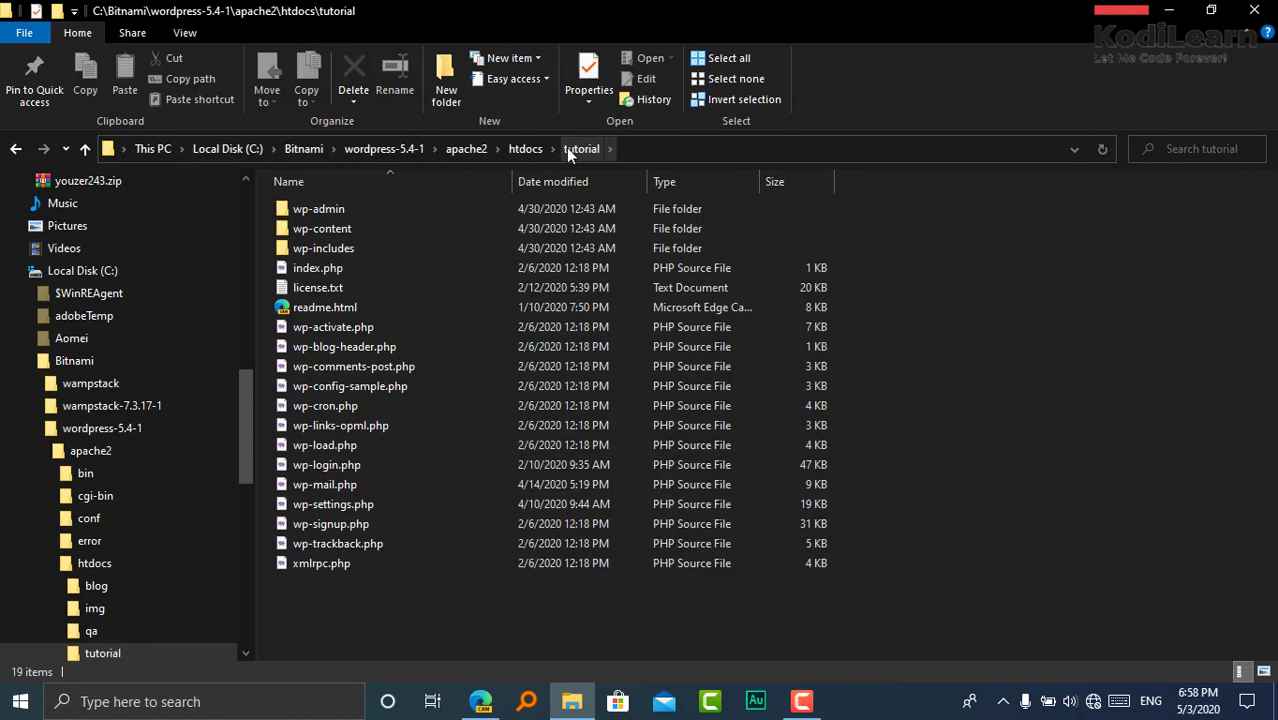 C:\Bitnami\wordpress-5.4-1\apache2\htdocs\tutorial
File Home Share View
KodiLearn
Let Me Code Forever!
Pin to Quick access
Copy
Paste
Cut
Copy path
Paste shortcut
Clipboard
Move to
Copy to
Delete
Rename
Organize
New folder
New item
Easy access
New
Properties
Open
Edit
History
Open
Select all
Select none
Invert selection
Select
This PC Local Disk (C:) Bitnami wordpress-5.4-1 apache2 htdocs tutorial
Search tutorial
youzer243.zip
Music
Pictures
Videos
Local Disk (C:)
$WinREAgent
adobeTemp
Aomei
Bitnami
wampstack
wampstack-7.3.17-1
wordpress-5.4-1
apache2
bin
cgi-bin
conf
error
htdocs
blog
img
qa
tutorial
Name Date modified Type Size
wp-admin 4/30/2020 12:43 AM File folder
wp-content 4/30/2020 12:43 AM File folder
wp-includes 4/30/2020 12:43 AM File folder
index.php 2/6/2020 12:18 PM PHP Source File 1 KB
license.txt 2/12/2020 5:39 PM Text Document 20 KB
readme.html 1/10/2020 7:50 PM Microsoft Edge Ca... 8 KB
wp-activate.php 2/6/2020 12:18 PM PHP Source File 7 KB
wp-blog-header.php 2/6/2020 12:18 PM PHP Source File 1 KB
wp-comments-post.php 2/6/2020 12:18 PM PHP Source File 3 KB
wp-config-sample.php 2/6/2020 12:18 PM PHP Source File 3 KB
wp-cron.php 2/6/2020 12:18 PM PHP Source File 4 KB
wp-links-opml.php 2/6/2020 12:18 PM PHP Source File 3 KB
wp-load.php 2/6/2020 12:18 PM PHP Source File 4 KB
wp-login.php 2/10/2020 9:35 AM PHP Source File 47 KB
wp-mail.php 4/14/2020 5:19 PM PHP Source File 9 KB
wp-settings.php 4/10/2020 9:44 AM PHP Source File 19 KB
wp-signup.php 2/6/2020 12:18 PM PHP Source File 31 KB
wp-trackback.php 2/6/2020 12:18 PM PHP Source File 5 KB
xmlrpc.php 2/6/2020 12:18 PM PHP Source File 4 KB
19 items
Type here to search
CAN
C
Au
C
ENG
6:58 PM
5/3/2020